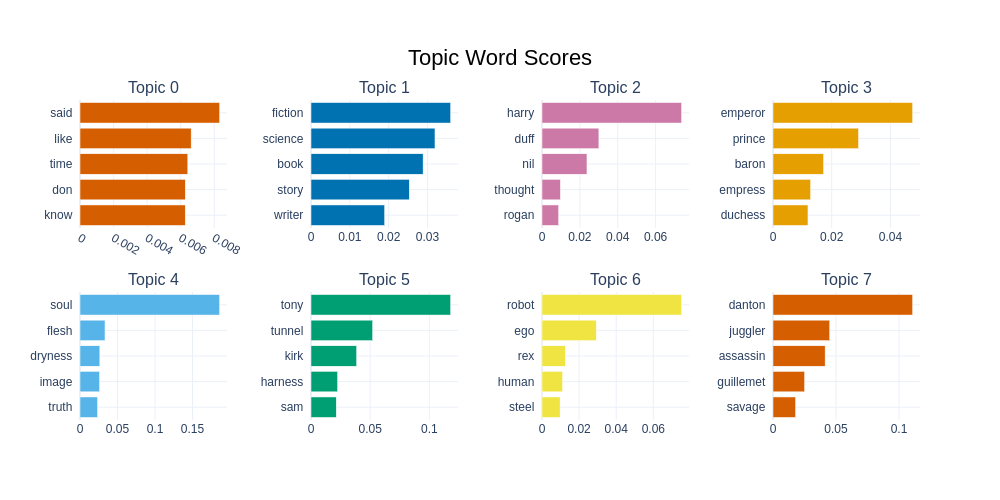 Topic Word Scores
Topic 0
said
like
time
don
know
0 0.002 0.004 0.006 0.008
Topic 1
fiction
science
book
story
writer
0 0.01 0.02 0.03
Topic 2
harry
duff
nil
thought
rogan
0 0.02 0.04 0.06
Topic 3
emperor
prince
baron
empress
duchess
0 0.02 0.04
Topic 4
soul
flesh
dryness
image
truth
0 0.05 0.1 0.15
Topic 5
tony
tunnel
kirk
harness
sam
0 0.05 0.1
Topic 6
robot
ego
rex
human
steel
0 0.02 0.04 0.06
Topic 7
danton
juggler
assassin
guillemet
savage
0 0.05 0.1